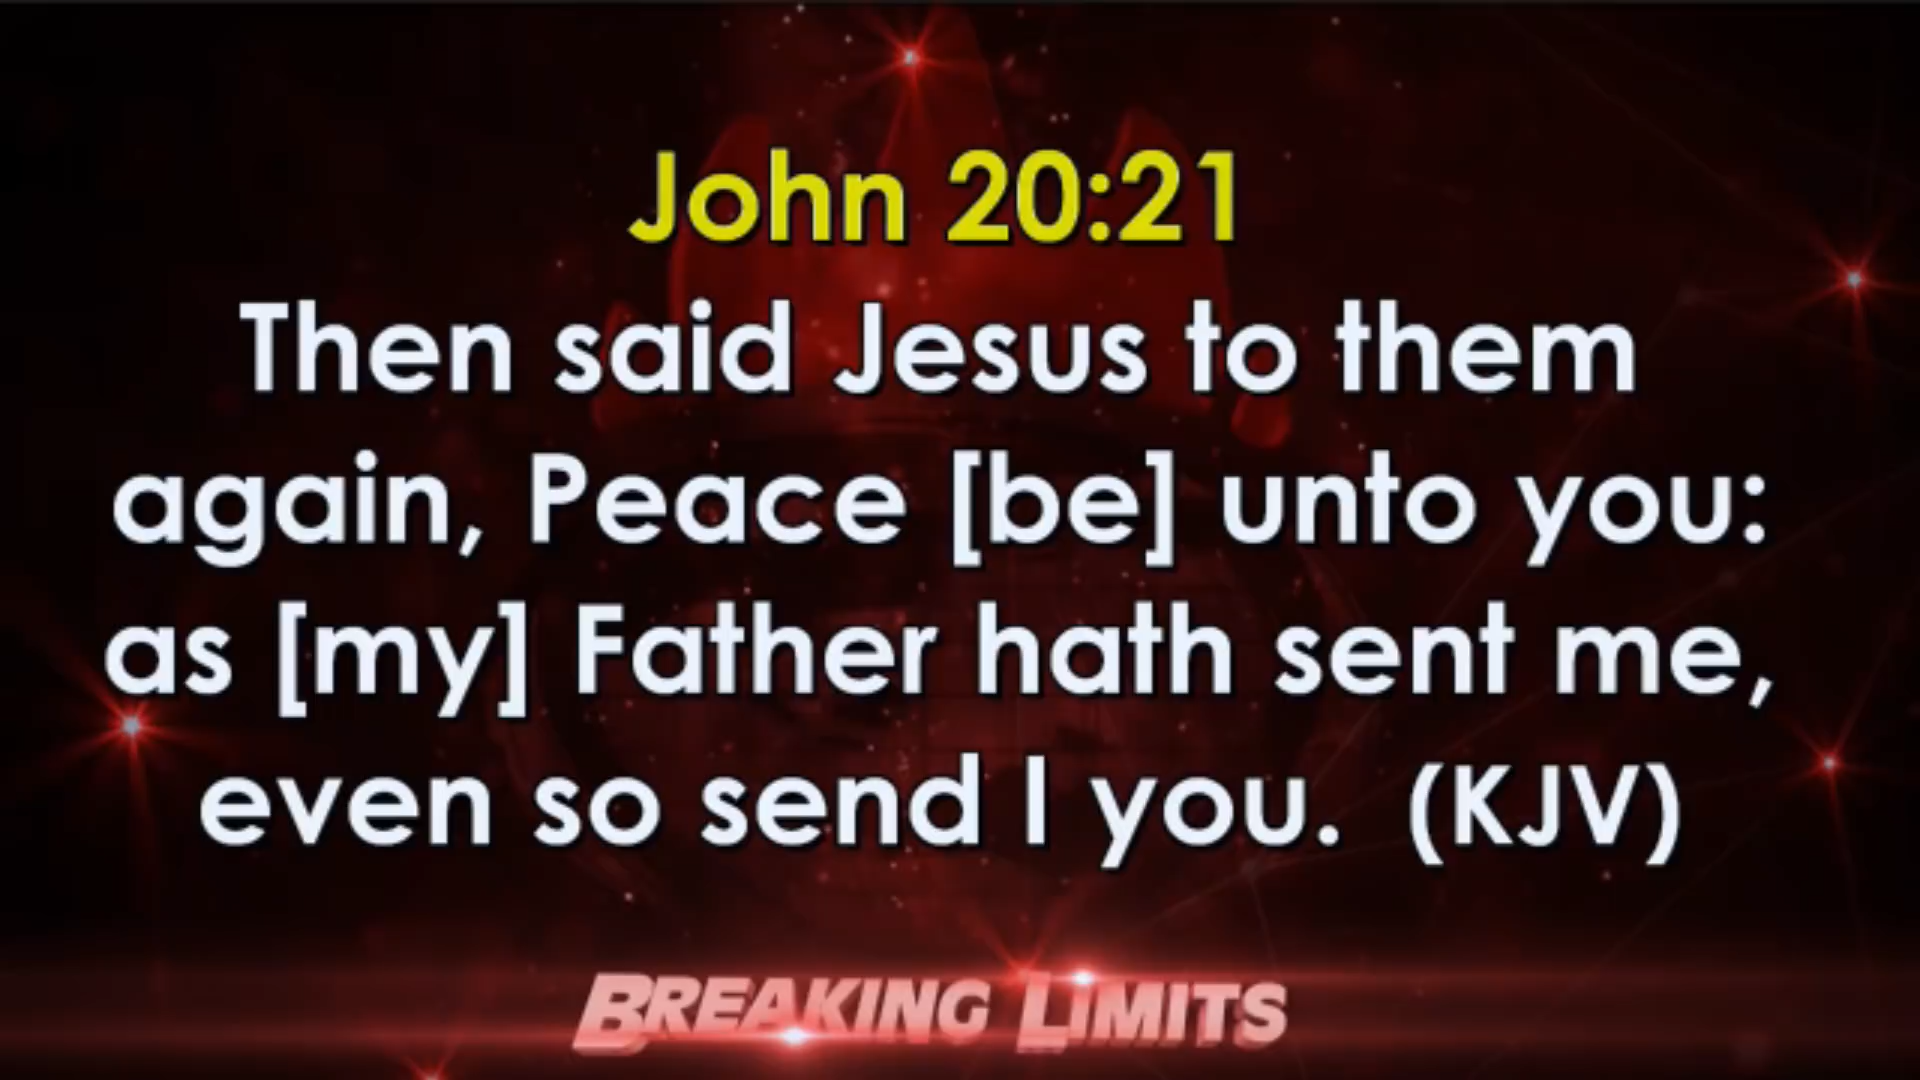 John 20:21
Then said Jesus to them
again, Peace [be] unto you:
as [my] Father hath sent me,
even so send I you.  (KJV)
BREAKING LIMITS